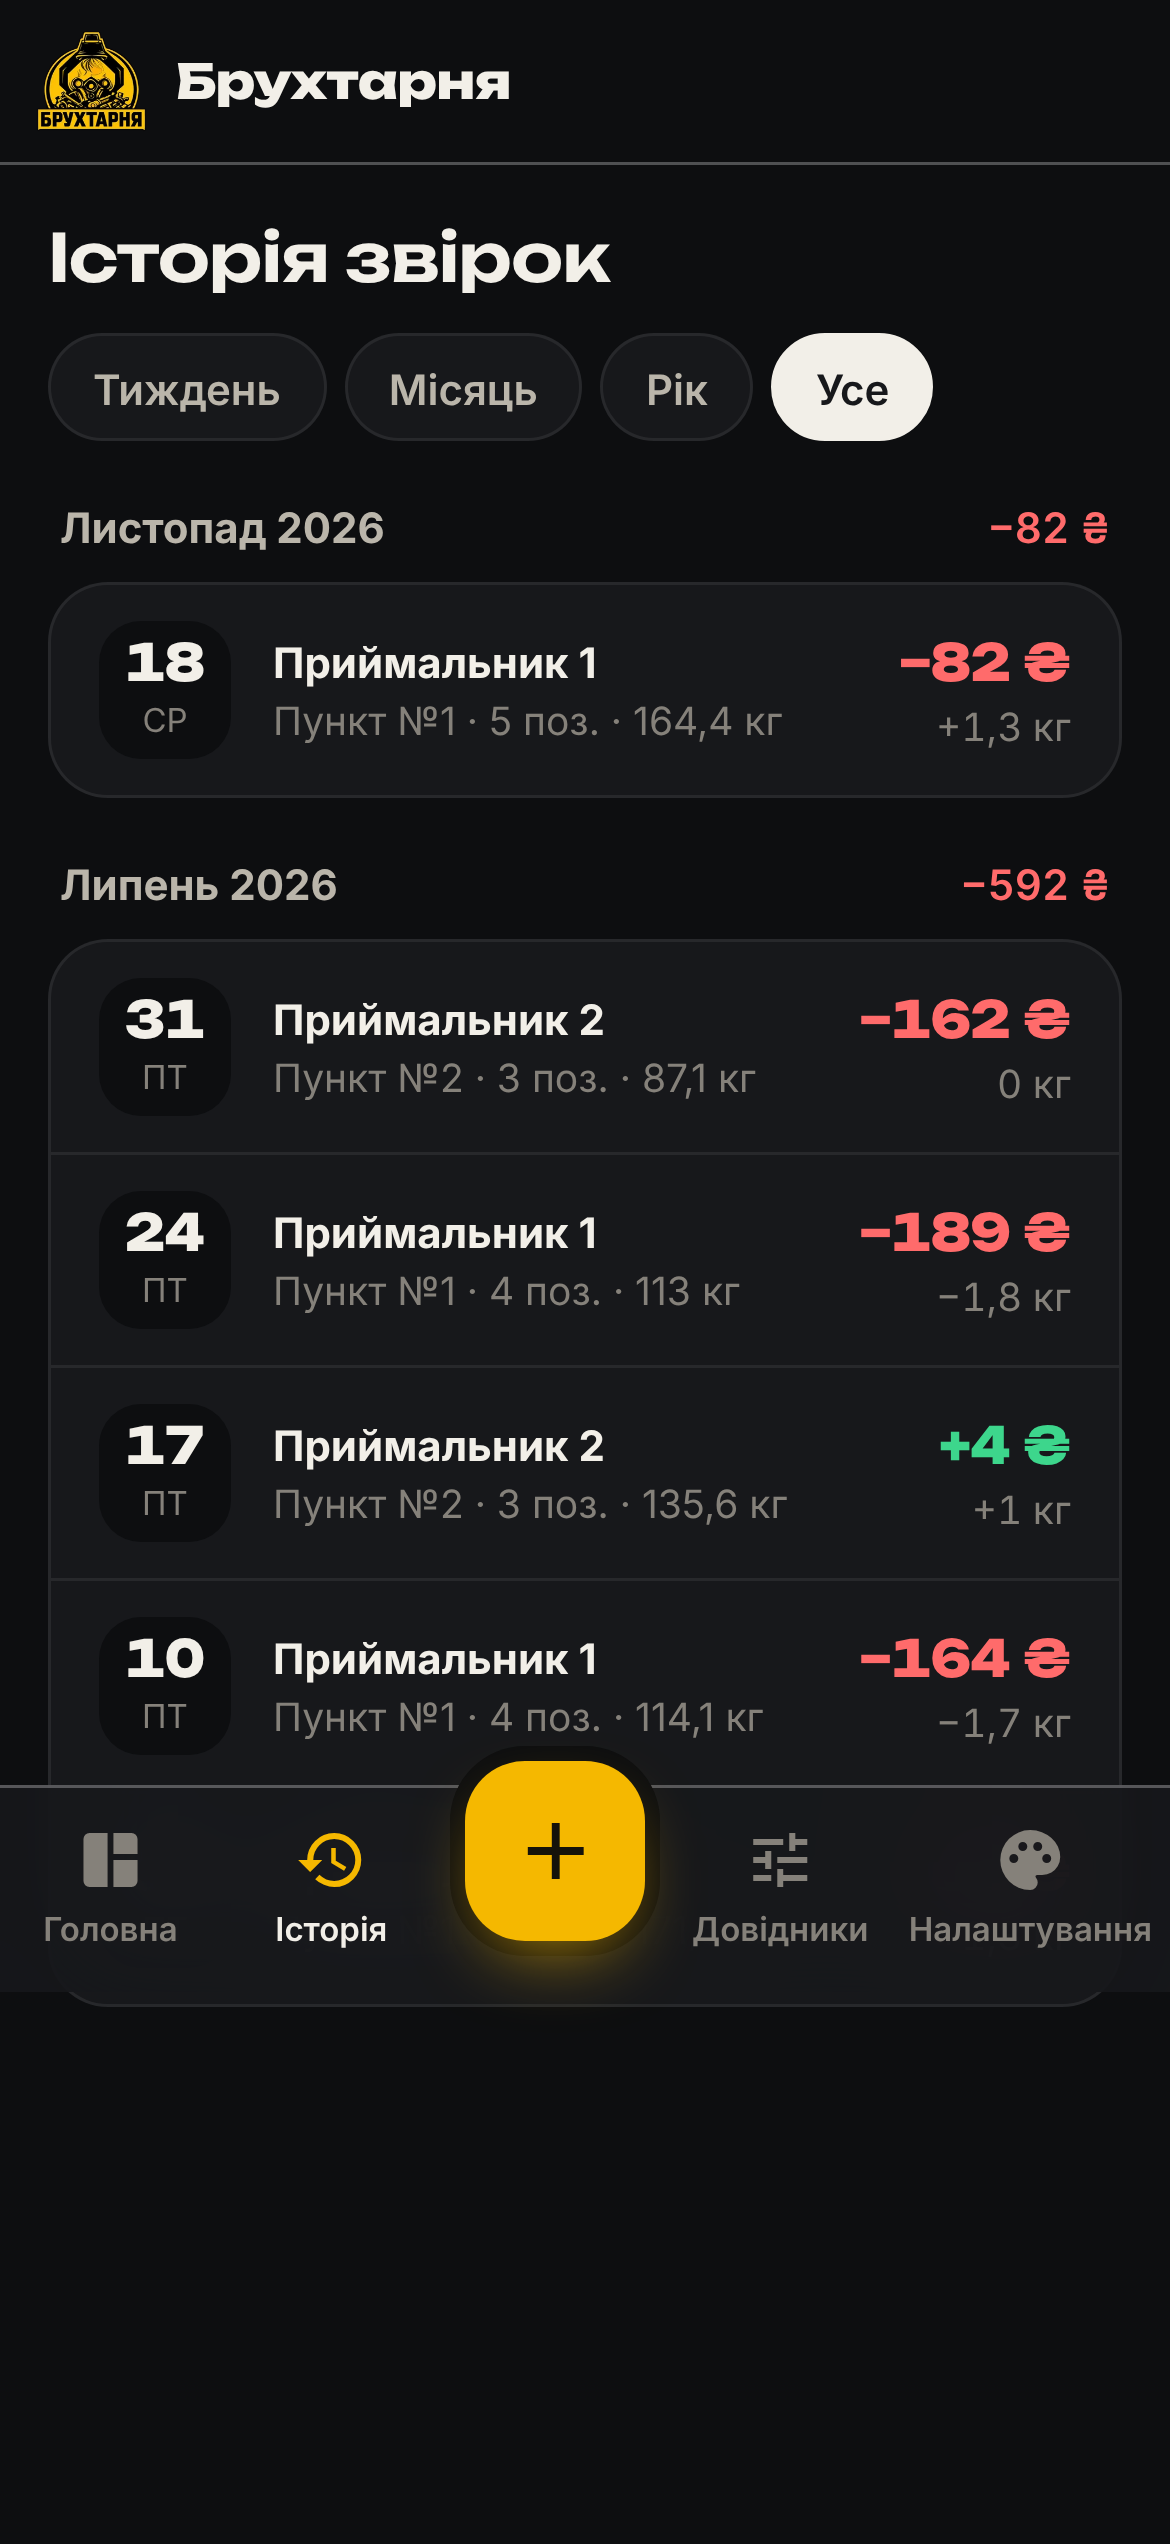 БРУХТАРНЯ
Брухтарня
Історія звірок
Тиждень Місяць Рік Усе
Листопад 2026 −82 ₴
18 Приймальник 1 −82 ₴
СР Пункт №1 · 5 поз. · 164,4 кг +1,3 кг
Липень 2026 −592 ₴
31 Приймальник 2 −162 ₴
ПТ Пункт №2 · 3 поз. · 87,1 кг 0 кг
24 Приймальник 1 −189 ₴
ПТ Пункт №1 · 4 поз. · 113 кг −1,8 кг
17 Приймальник 2 +4 ₴
ПТ Пункт №2 · 3 поз. · 135,6 кг +1 кг
10 Приймальник 1 −164 ₴
ПТ Пункт №1 · 4 поз. · 114,1 кг −1,7 кг
Головна Історія + Довідники Налаштування